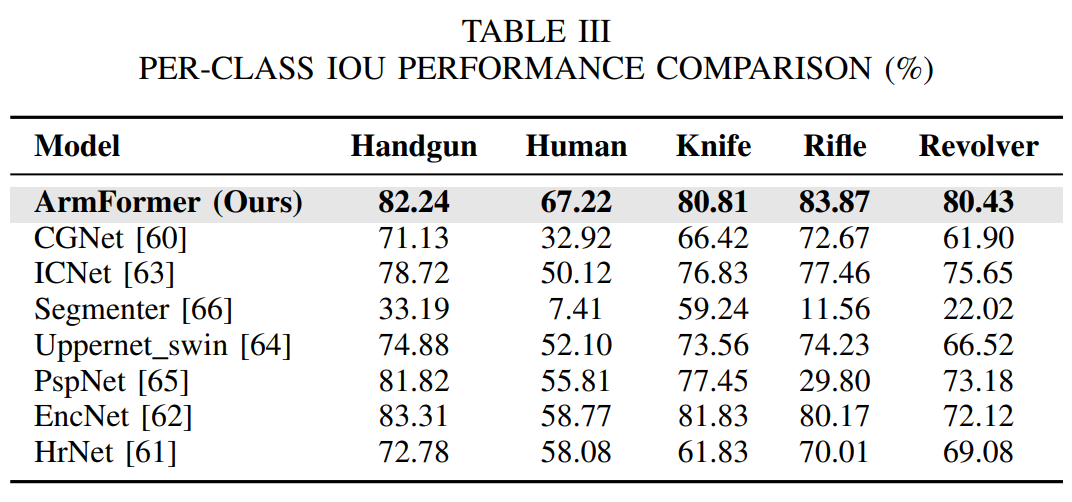 TABLE III
PER-CLASS IOU PERFORMANCE COMPARISON (%)
Model Handgun Human Knife Rifle Revolver
ArmFormer (Ours) 82.24 67.22 80.81 83.87 80.43
CGNet [60] 71.13 32.92 66.42 72.67 61.90
ICNet [63] 78.72 50.12 76.83 77.46 75.65
Segmenter [66] 33.19 7.41 59.24 11.56 22.02
Uppernet_swin [64] 74.88 52.10 73.56 74.23 66.52
PspNet [65] 81.82 55.81 77.45 29.80 73.18
EncNet [62] 83.31 58.77 81.83 80.17 72.12
HrNet [61] 72.78 58.08 61.83 70.01 69.08